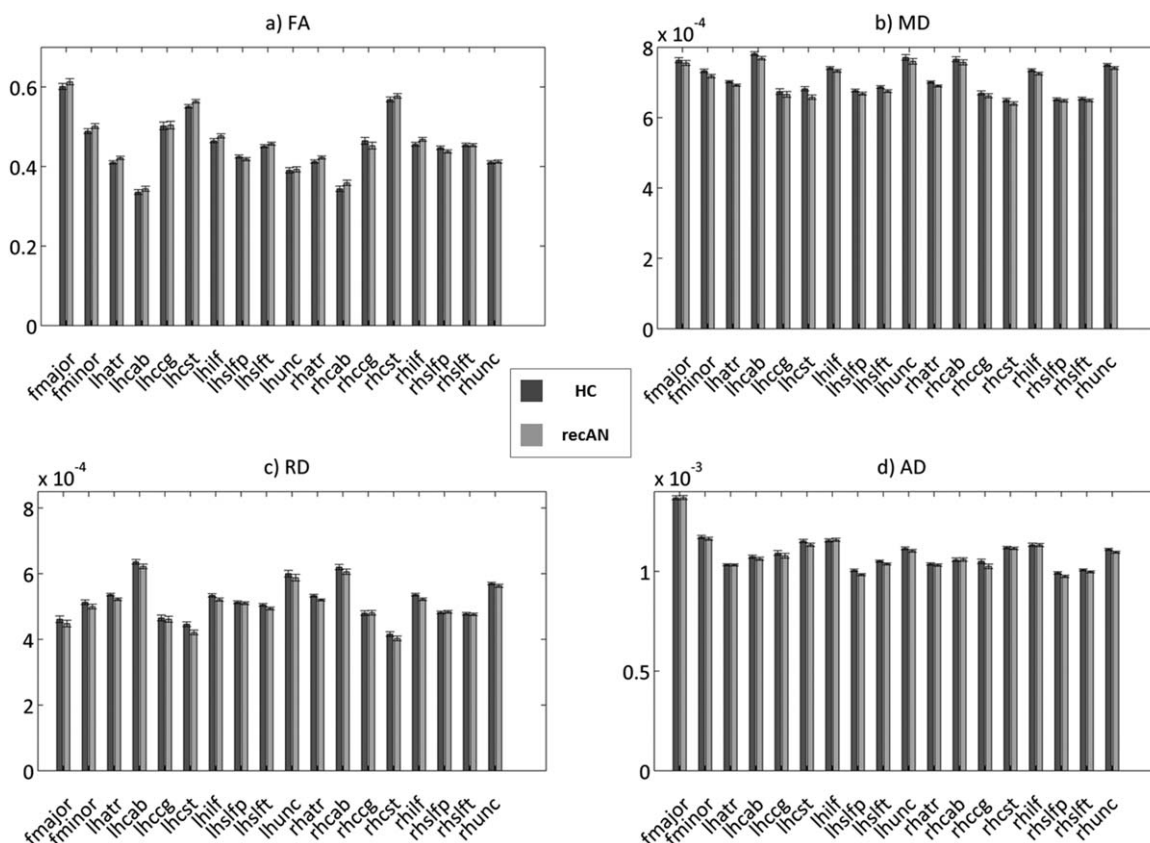 a) FA
0.6
0.4
0.2
0
fmajor
fminor
lhatr
lhcab
lhccg
lhcst
lhilf
lhslfp
lhslft
lhunc
rhatr
rhcab
rhccg
rhcst
rhilf
rhslfp
rhslft
rhunc
b) MD
x 10⁻⁴
8
6
4
2
0
fmajor
fminor
lhatr
lhcab
lhccg
lhcst
lhilf
lhslfp
lhslft
lhunc
rhatr
rhcab
rhccg
rhcst
rhilf
rhslfp
rhslft
rhunc
HC
recAN
c) RD
x 10⁻⁴
8
6
4
2
0
fmajor
fminor
lhatr
lhcab
lhccg
lhcst
lhilf
lhslfp
lhslft
lhunc
rhatr
rhcab
rhccg
rhcst
rhilf
rhslfp
rhslft
rhunc
d) AD
x 10⁻³
1
0.5
0
fmajor
fminor
lhatr
lhcab
lhccg
lhcst
lhilf
lhslfp
lhslft
lhunc
rhatr
rhcab
rhccg
rhcst
rhilf
rhslfp
rhslft
rhunc